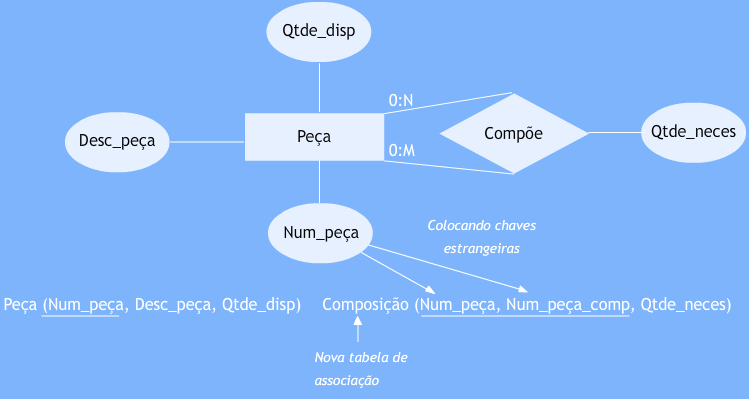 Qtde_disp
0:N
Desc_peça
Peça
Compõe
Qtde_neces
0:M
Num_peça
Colocando chaves
estrangeiras
Peça (Num_peça, Desc_peça, Qtde_disp)
Composição (Num_peça, Num_peça_comp, Qtde_neces)
Nova tabela de
associação